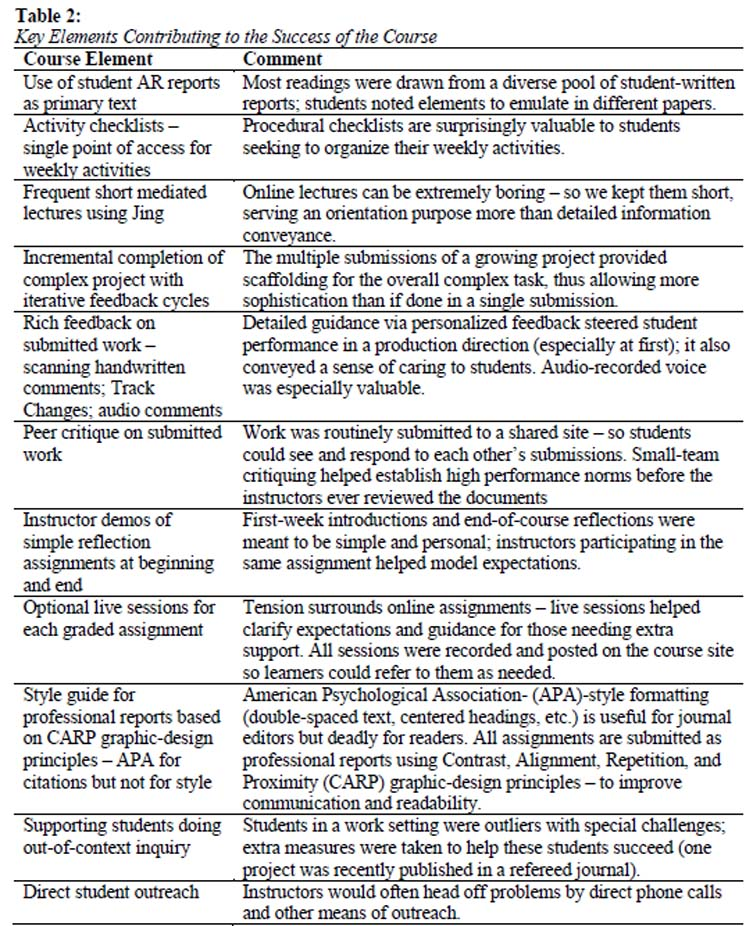 Table 2:
Key Elements Contributing to the Success of the Course
Course Element Comment
Use of student AR reports as primary text
Most readings were drawn from a diverse pool of student-written reports; students noted elements to emulate in different papers.
Activity checklists – single point of access for weekly activities
Procedural checklists are surprisingly valuable to students seeking to organize their weekly activities.
Frequent short mediated lectures using Jing
Online lectures can be extremely boring – so we kept them short, serving an orientation purpose more than detailed information conveyance.
Incremental completion of complex project with iterative feedback cycles
The multiple submissions of a growing project provided scaffolding for the overall complex task, thus allowing more sophistication than if done in a single submission.
Rich feedback on submitted work – scanning handwritten comments; Track Changes; audio comments
Detailed guidance via personalized feedback steered student performance in a production direction (especially at first); it also conveyed a sense of caring to students. Audio-recorded voice was especially valuable.
Peer critique on submitted work
Work was routinely submitted to a shared site – so students could see and respond to each other's submissions. Small-team critiquing helped establish high performance norms before the instructors ever reviewed the documents
Instructor demos of simple reflection assignments at beginning and end
First-week introductions and end-of-course reflections were meant to be simple and personal; instructors participating in the same assignment helped model expectations.
Optional live sessions for each graded assignment
Tension surrounds online assignments – live sessions helped clarify expectations and guidance for those needing extra support. All sessions were recorded and posted on the course site so learners could refer to them as needed.
Style guide for professional reports based on CARP graphic-design principles – APA for citations but not for style
American Psychological Association- (APA)-style formatting (double-spaced text, centered headings, etc.) is useful for journal editors but deadly for readers. All assignments are submitted as professional reports using Contrast, Alignment, Repetition, and Proximity (CARP) graphic-design principles – to improve communication and readability.
Supporting students doing out-of-context inquiry
Students in a work setting were outliers with special challenges; extra measures were taken to help these students succeed (one project was recently published in a refereed journal).
Direct student outreach
Instructors would often head off problems by direct phone calls and other means of outreach.